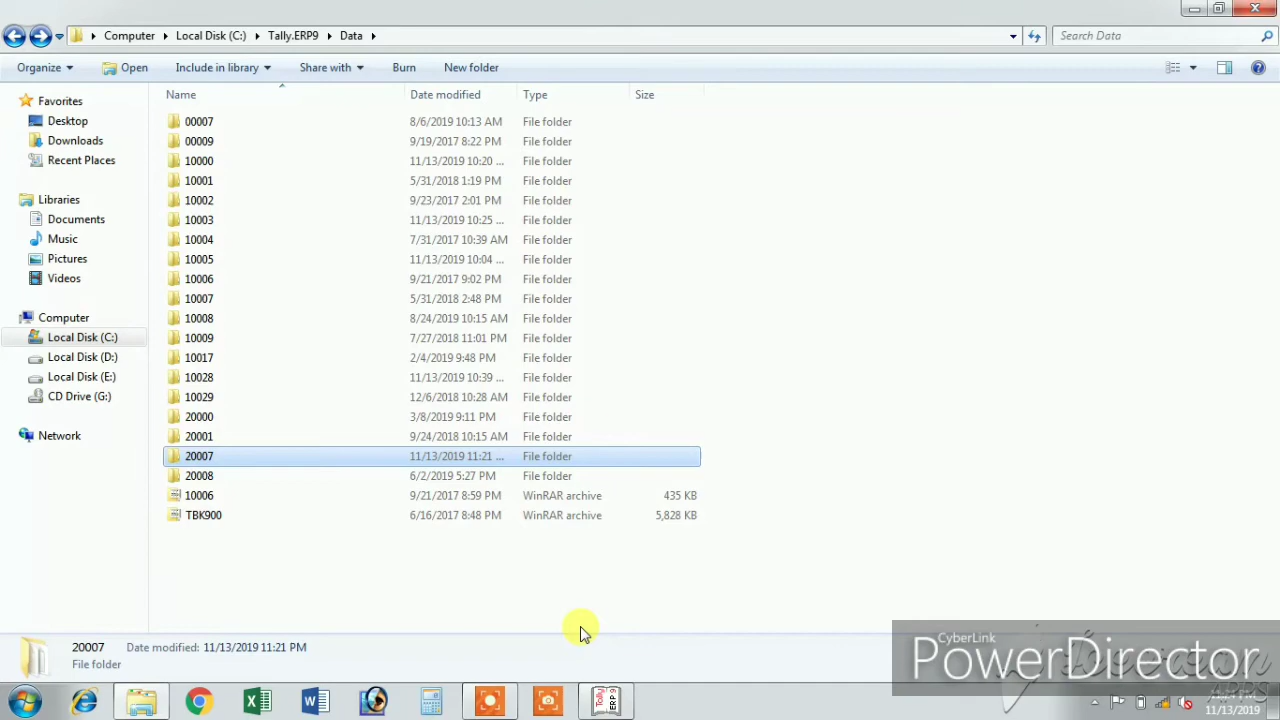 Computer Local Disk (C:) Tally.ERP9 Data Search Data
Organize Open Include in library Share with Burn New folder
Name Date modified Type Size
Favorites
Desktop
Downloads
Recent Places
Libraries
Documents
Music
Pictures
Videos
Computer
Local Disk (C:)
Local Disk (D:)
Local Disk (E:)
CD Drive (G:)
Network
00007 8/6/2019 10:13 AM File folder
00009 9/19/2017 8:22 PM File folder
10000 11/13/2019 10:20 ... File folder
10001 5/31/2018 1:19 PM File folder
10002 9/23/2017 2:01 PM File folder
10003 11/13/2019 10:25 ... File folder
10004 7/31/2017 10:39 AM File folder
10005 11/13/2019 10:04 ... File folder
10006 9/21/2017 9:02 PM File folder
10007 5/31/2018 2:48 PM File folder
10008 8/24/2019 10:15 AM File folder
10009 7/27/2018 11:01 PM File folder
10017 2/4/2019 9:48 PM File folder
10028 11/13/2019 10:39 ... File folder
10029 12/6/2018 10:28 AM File folder
20000 3/8/2019 9:11 PM File folder
20001 9/24/2018 10:15 AM File folder
20007 11/13/2019 11:21 ... File folder
20008 6/2/2019 5:27 PM File folder
10006 9/21/2017 8:59 PM WinRAR archive 435 KB
TBK900 6/16/2017 8:48 PM WinRAR archive 5,828 KB
20007 Date modified: 11/13/2019 11:21 PM
File folder
CyberLink
PowerDirector
Tally
ERP 9
11/13/2019